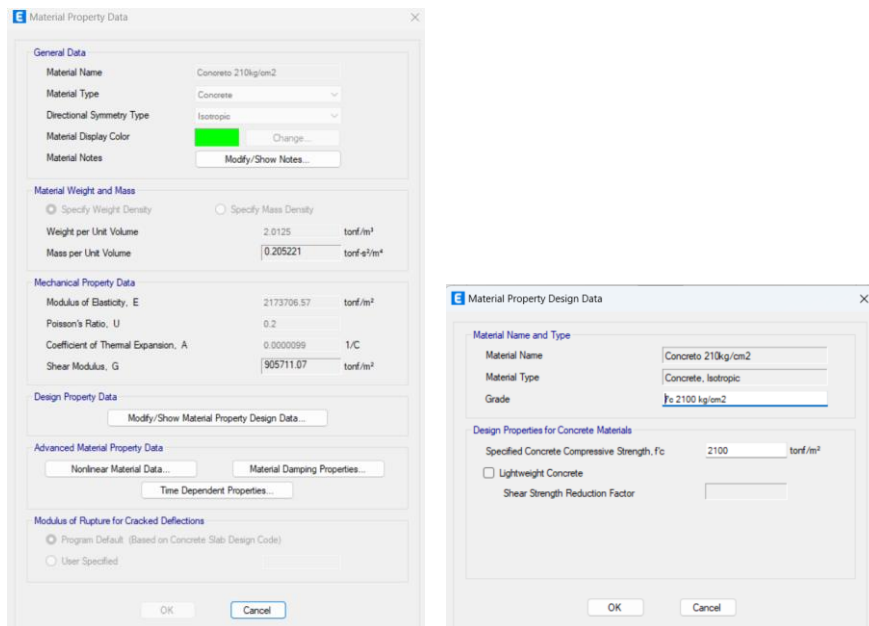 Material Property Data
General Data
Material Name Concreto 210kg/cm2
Material Type Concrete
Directional Symmetry Type Isotropic
Material Display Color Change...
Material Notes Modify/Show Notes...
Material Weight and Mass
Specify Weight Density Specify Mass Density
Weight per Unit Volume 2.0125 tonf/m³
Mass per Unit Volume 0.205221 tonf-s²/m⁴
Mechanical Property Data
Modulus of Elasticity, E 2173706.57 tonf/m²
Poisson's Ratio, U 0.2
Coefficient of Thermal Expansion, A 0.0000099 1/C
Shear Modulus, G 905711.07 tonf/m²
Design Property Data
Modify/Show Material Property Design Data...
Advanced Material Property Data
Nonlinear Material Data... Material Damping Properties...
Time Dependent Properties...
Modulus of Rupture for Cracked Deflections
Program Default (Based on Concrete Slab Design Code)
User Specified
OK Cancel
Material Property Design Data
Material Name and Type
Material Name Concreto 210kg/cm2
Material Type Concrete, Isotropic
Grade f'c 2100 kg/cm2
Design Properties for Concrete Materials
Specified Concrete Compressive Strength, f'c 2100 tonf/m²
Lightweight Concrete
Shear Strength Reduction Factor
OK Cancel